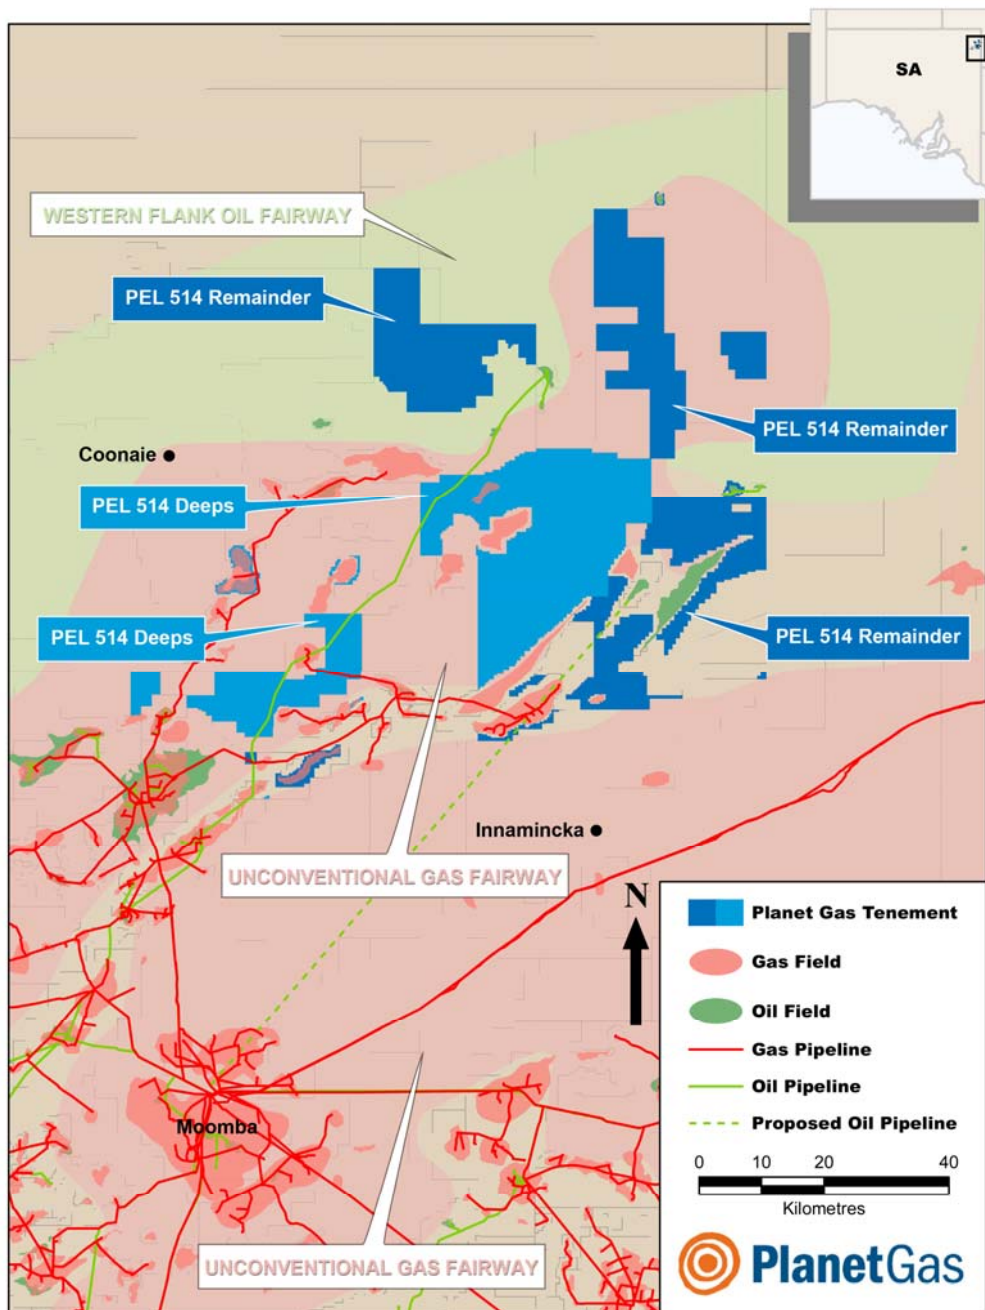 SA
WESTERN FLANK OIL FAIRWAY
PEL 514 Remainder
PEL 514 Remainder
Coonaie
PEL 514 Deeps
PEL 514 Deeps
PEL 514 Remainder
Innamincka
UNCONVENTIONAL GAS FAIRWAY
N
Planet Gas Tenement
Gas Field
Oil Field
Gas Pipeline
Oil Pipeline
Proposed Oil Pipeline
Moomba
0 10 20 40
Kilometres
UNCONVENTIONAL GAS FAIRWAY
PlanetGas